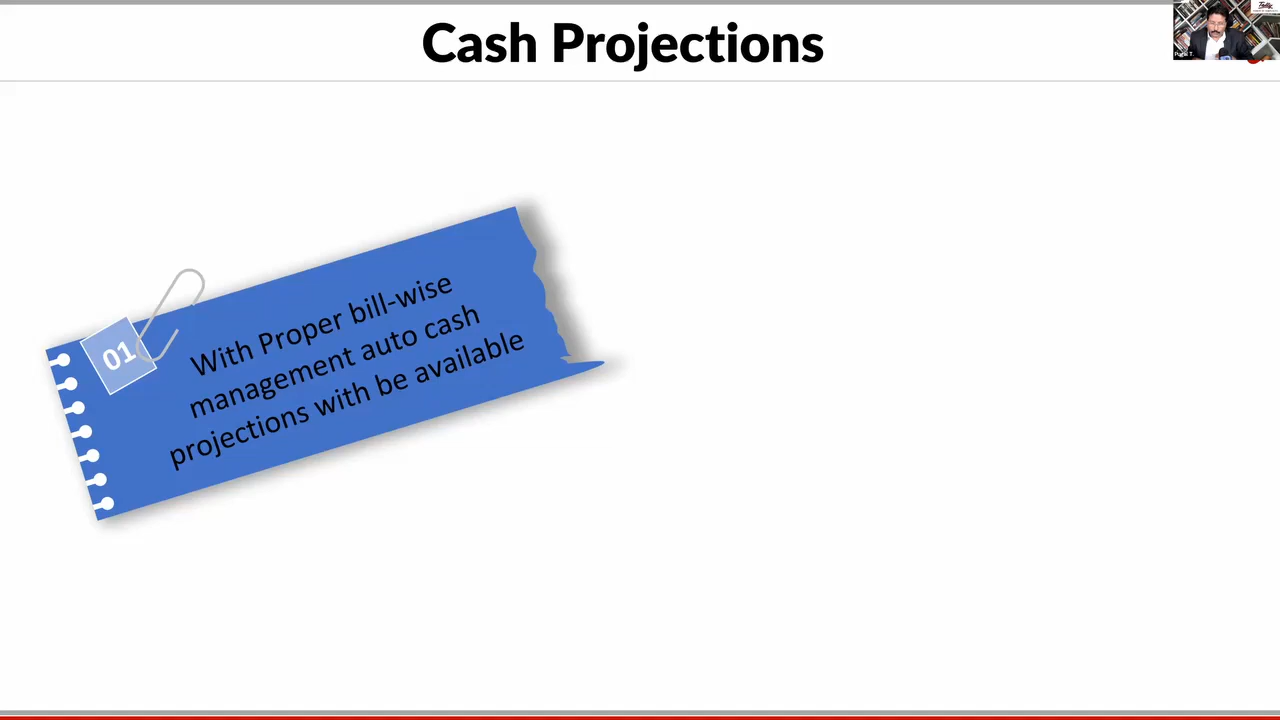 Cash Projections
01
With Proper bill-wise
management auto cash
projections with be available